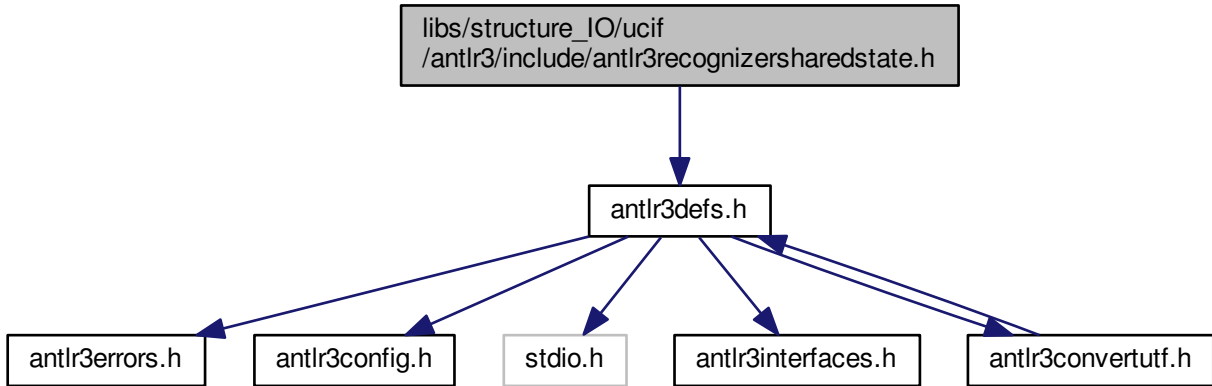 libs/structure_IO/ucif
/antlr3/include/antlr3recognizersharedstate.h
antlr3defs.h
antlr3errors.h
antlr3config.h
stdio.h
antlr3interfaces.h
antlr3convertutf.h